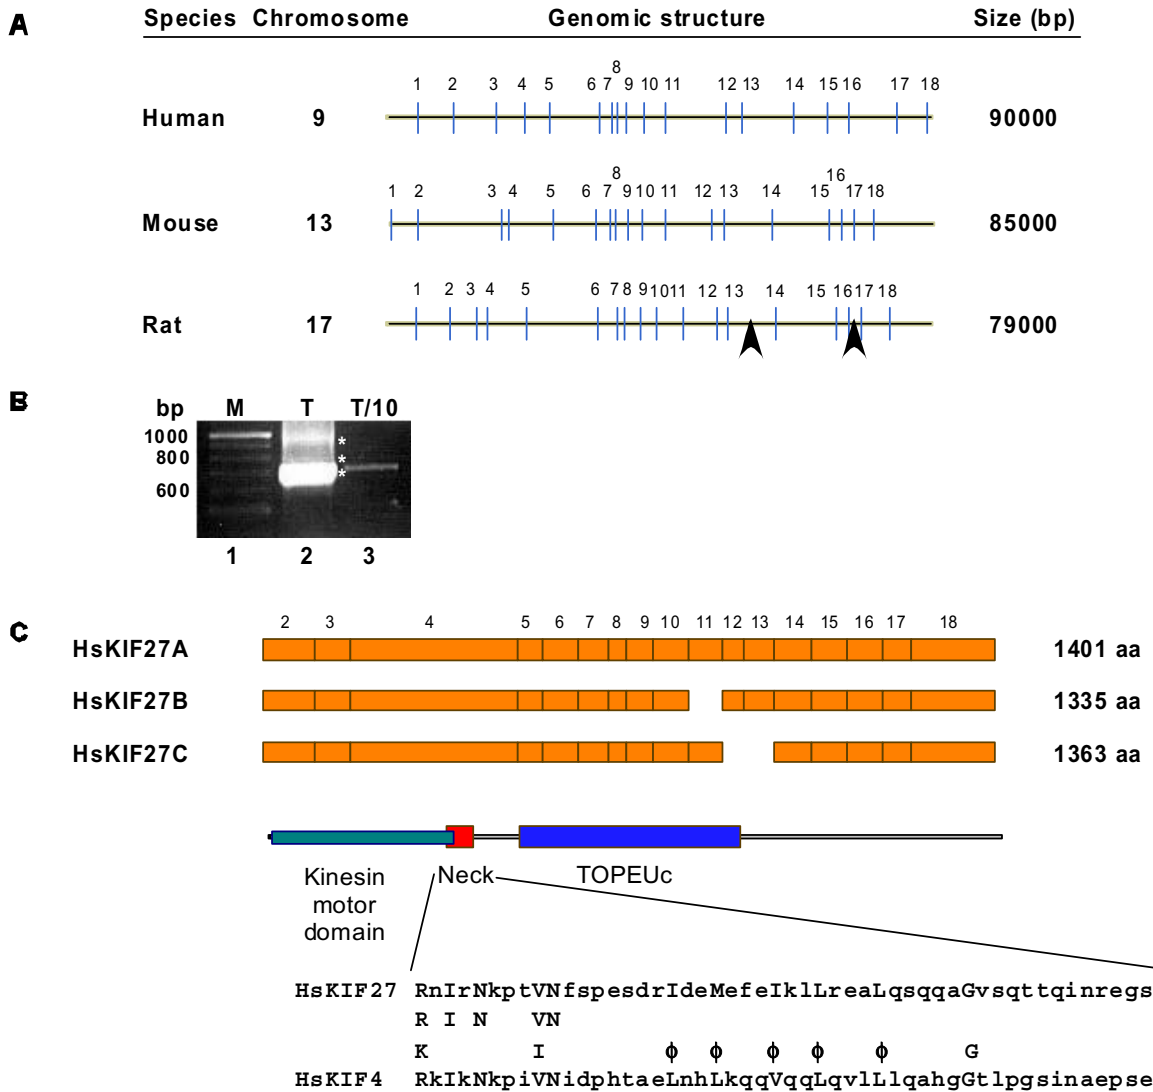 A
Species Chromosome Genomic structure Size (bp)
8
1 2 3 4 5 6 7 9 10 11 12 13 14 15 16 17 18
Human 9 90000
8 16
1 2 3 4 5 6 7 9 10 11 12 13 14 15 17 18
Mouse 13 85000
1 2 3 4 5 6 7 8 9 10 11 12 13 14 15 16 17 18
Rat 17 79000
B
bp M T T/10
1000
*
800
*
*
600
1 2 3
C
2 3 4 5 6 7 8 9 10 11 12 13 14 15 16 17 18
HsKIF27A 1401 aa
HsKIF27B 1335 aa
HsKIF27C 1363 aa
Kinesin
motor
domain
Neck
TOPEUc
HsKIF27 RnIrNkptVNfspesdrIdeMefeIklLreaLqsqqaGvsqttqinregs
R I N VN
K I ϕ ϕ ϕ ϕ ϕ G
HsKIF4 RkIkNkpiVNidphtaeLnhLkqqVqqLqvlLlqahgGtlpgsinaepse